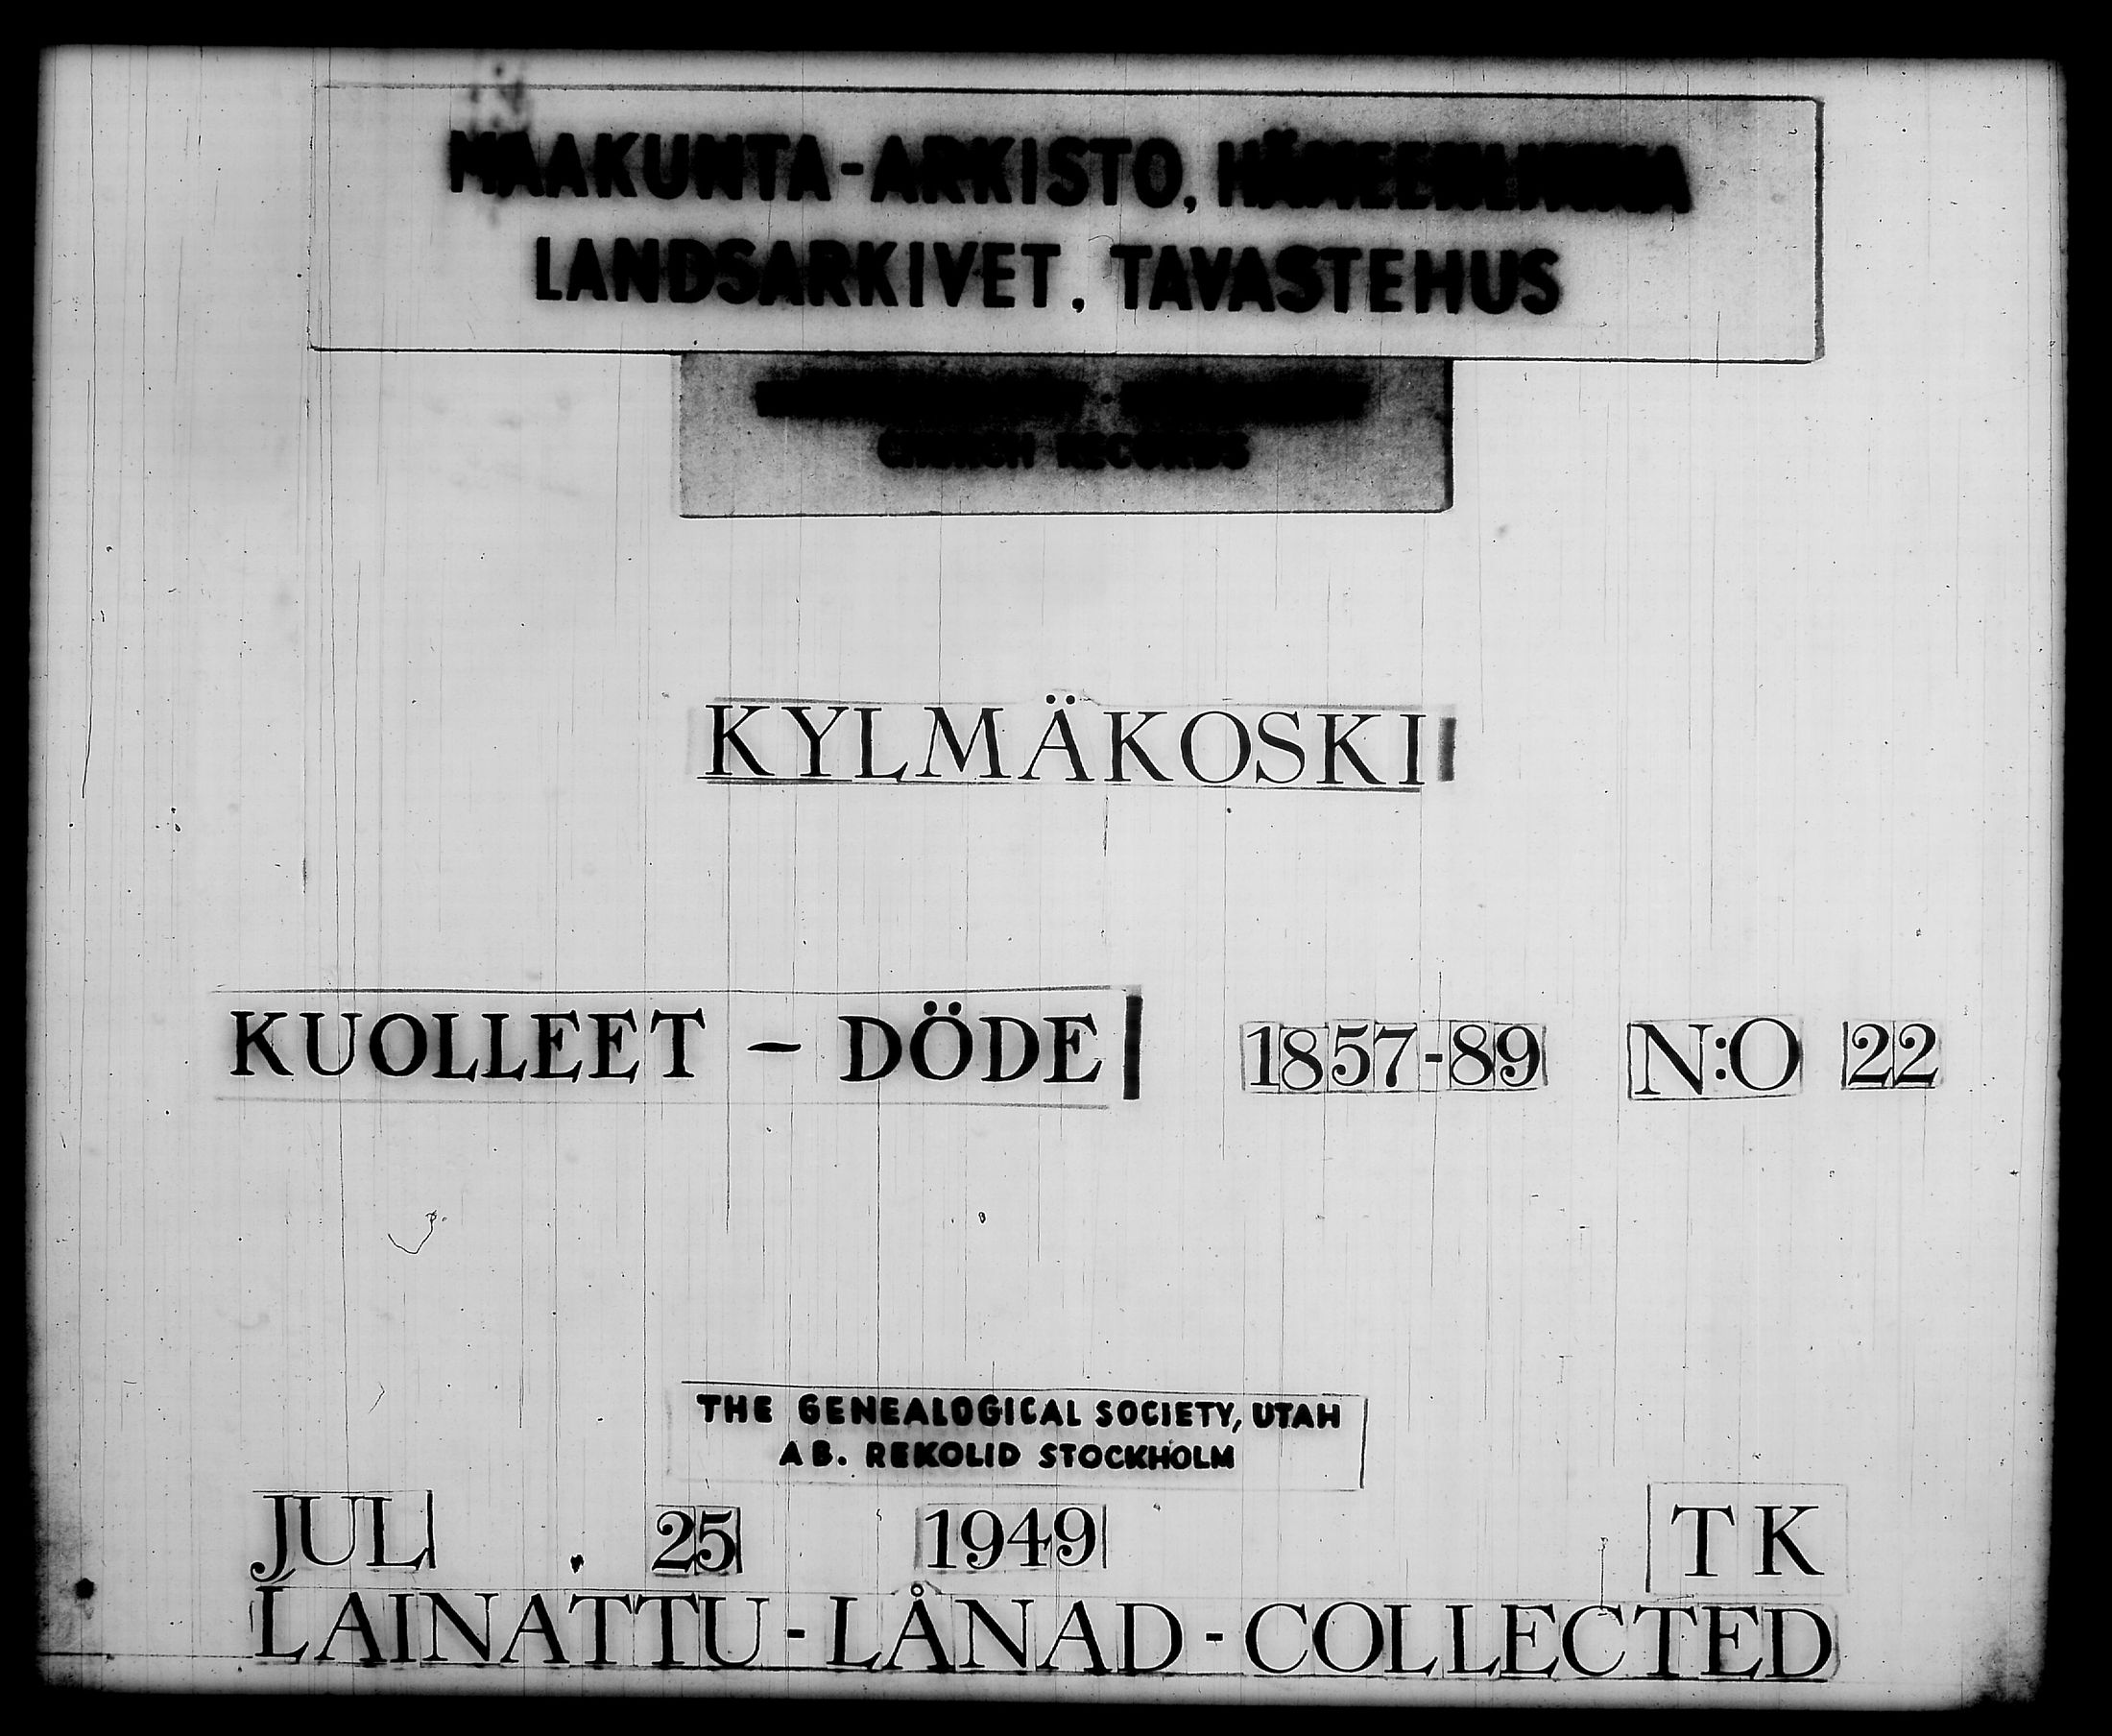 MAAKUNTA-ARKISTO, HÄMEENLINNA
LANDSARKIVET, TAVASTEHUS
CHURCH RECORDS
KYLMÄKOSKI
KUOLLEET – DÖDE 1857-89 N:O 22
THE GENEALOGICAL SOCIETY, UTAH
AB. REKOLID STOCKHOLM
JUL. 25 1949 TK
LAINATTU-LÅNAD-COLLECTED